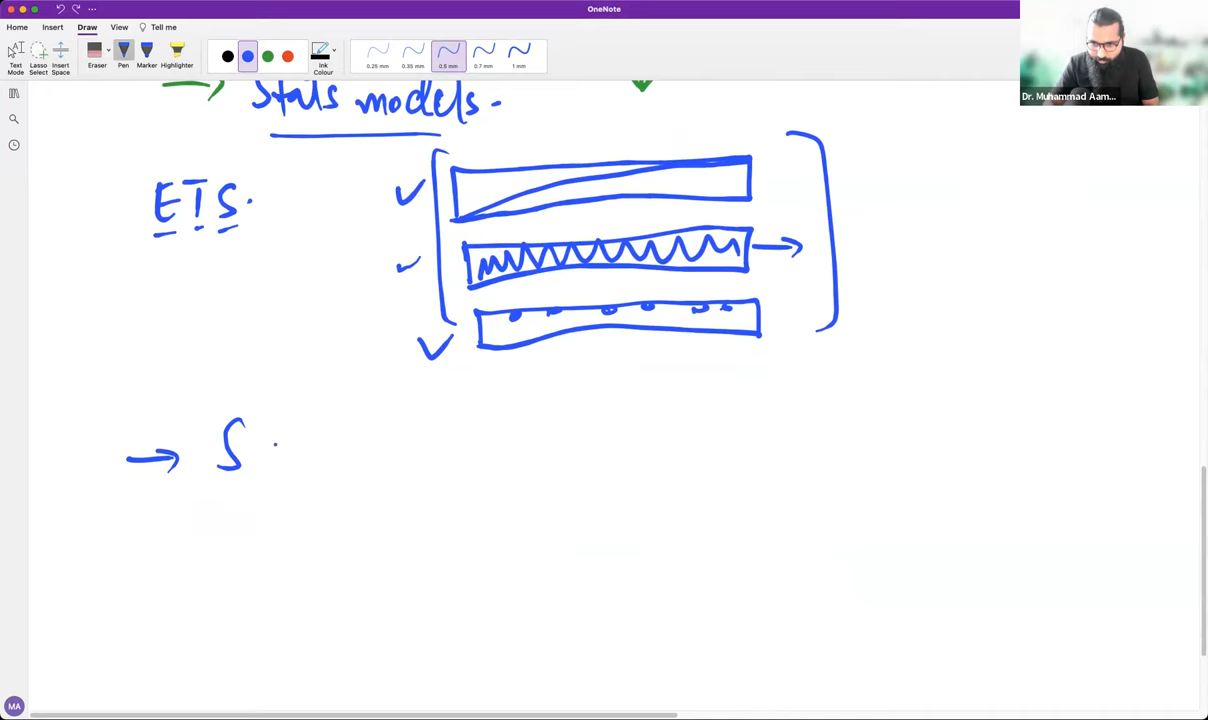 OneNote
Home Insert Draw View Tell me
Text Mode Lasso Select Insert Space Eraser Pen Marker Highlighter Ink Colour 0.25 mm 0.35 mm 0.5 mm 0.7 mm 1 mm
Dr. Muhammad Aam...
Stats models.
ETS.
→ S
MA